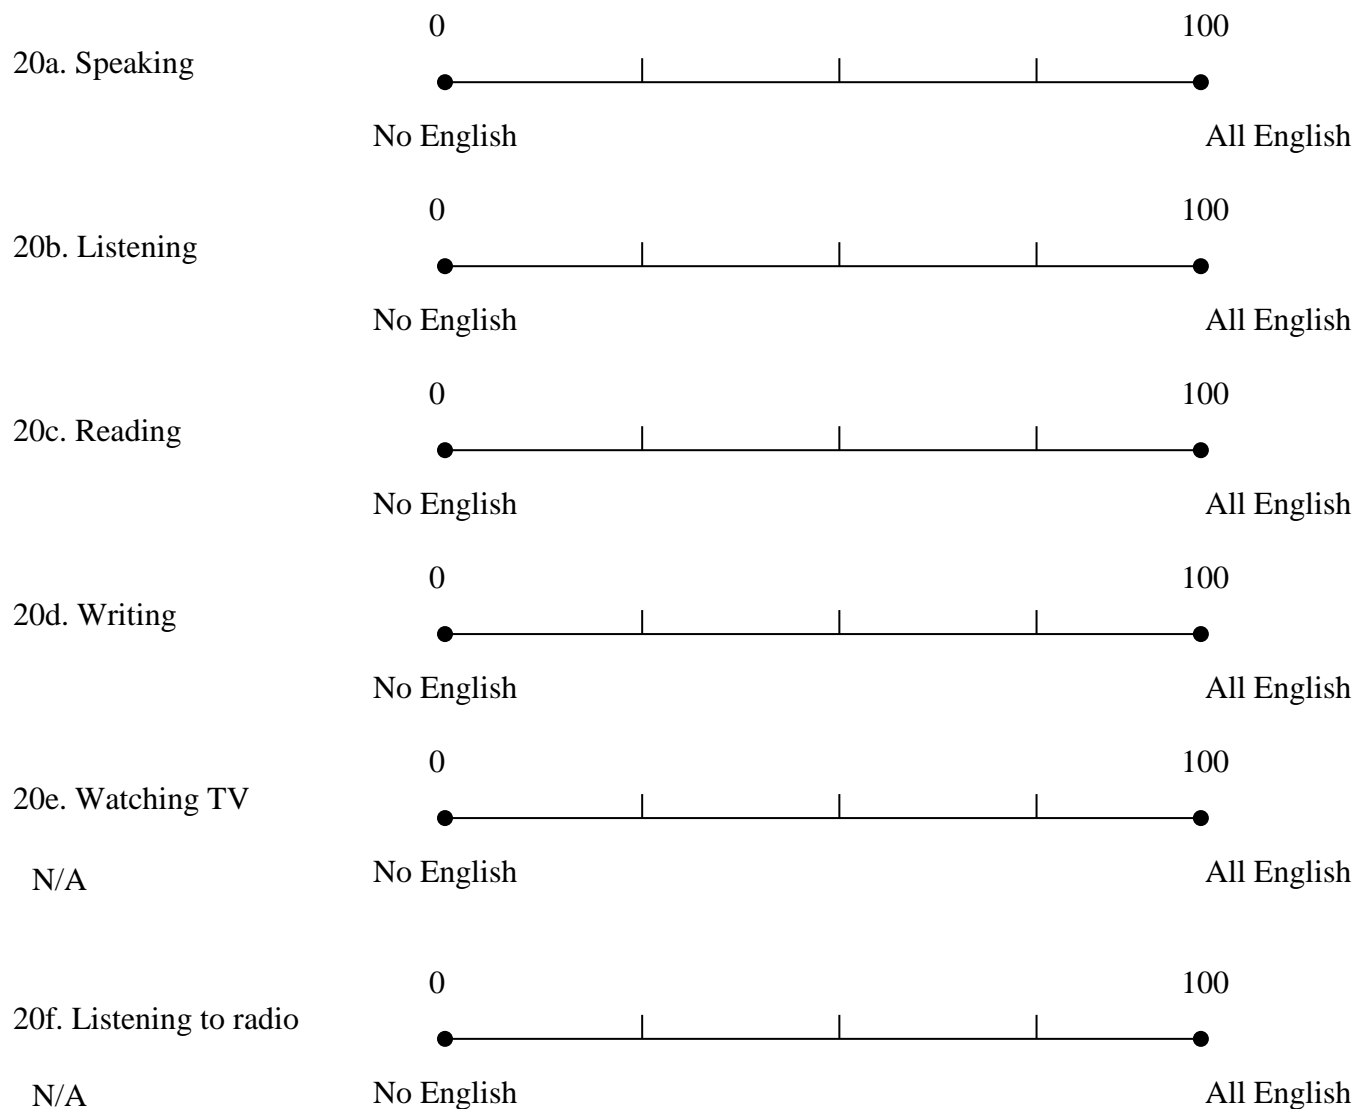 0 100
20a. Speaking
No English All English
0 100
20b. Listening
No English All English
0 100
20c. Reading
No English All English
0 100
20d. Writing
No English All English
0 100
20e. Watching TV
N/A No English All English
0 100
20f. Listening to radio
N/A No English All English